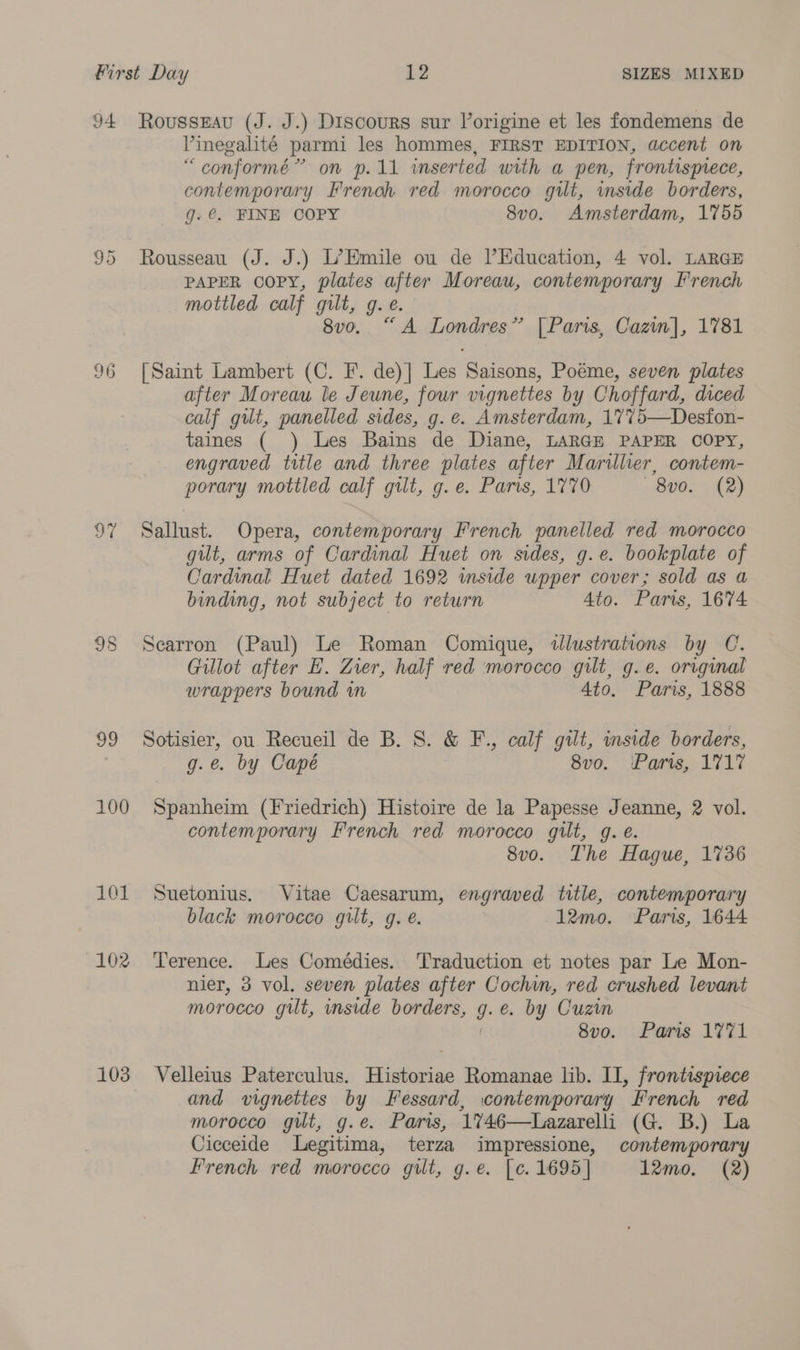 First Day 12 SIZES MIXED
94 ROUSSEAU (J. J.) DISCOURS sur l'origine et les fondemens de
l'inegalité parmi les hommes, FIRST EDITION, accent on
"conformé" on p. 11 inserted with a pen, frontispiece,
contemporary French red morocco gilt, inside borders,
g. e. FINE COPY 8vo. Amsterdam, 1755
95 Rousseau (J. J.) L'Emile ou de l'Education, 4 vol. LARGE
PAPER COPY, plates after Moreau, contemporary French
mottled calf gilt, g. e.
8vo. "A Londres" [Paris, Cazin], 1781
96 [Saint Lambert (C. F. de)] Les Saisons, Poéme, seven plates
after Moreau le Jeune, four vignettes by Choffard, diced
calf gilt, panelled sides, g. e. Amsterdam, 1775—Desfon-
taines ( ) Les Bains de Diane, LARGE PAPER COPY,
engraved title and three plates after Marillier, contem-
porary mottled calf gilt, g. e. Paris, 1770 8vo. (2)
97 Sallust. Opera, contemporary French panelled red morocco
gilt, arms of Cardinal Huet on sides, g. e. bookplate of
Cardinal Huet dated 1692 inside upper cover; sold as a
binding, not subject to return 4to. Paris, 1674
98 Scarron (Paul) Le Roman Comique, illustrations by C.
Gillot after E. Zier, half red morocco gilt, g. e. original
wrappers bound in 4to. Paris, 1888
99 Sotisier, ou Recueil de B. S. & F., calf gilt, inside borders,
g. e. by Capé 8vo. Paris, 1717
100 Spanheim (Friedrich) Histoire de la Papesse Jeanne, 2 vol.
contemporary French red morocco gilt, g. e.
8vo. The Hague, 1736
101 Suetonius. Vitae Caesarum, engraved title, contemporary
black morocco gilt, g. e. 12mo. Paris, 1644
102 Terence. Les Comédies. Traduction et notes par Le Mon-
nier, 3 vol. seven plates after Cochin, red crushed levant
morocco gilt, inside borders, g. e. by Cuzin
8vo. Paris 1771
103 Velleius Paterculus. Historiae Romanae lib. II, frontispiece
and vignettes by Fessard, contemporary French red
morocco gilt, g. e. Paris, 1746—Lazarelli (G. B.) La
Cicceide Legitima, terza impressione, contemporary
French red morocco gilt, g. e. [c. 1695] 12mo. (2)